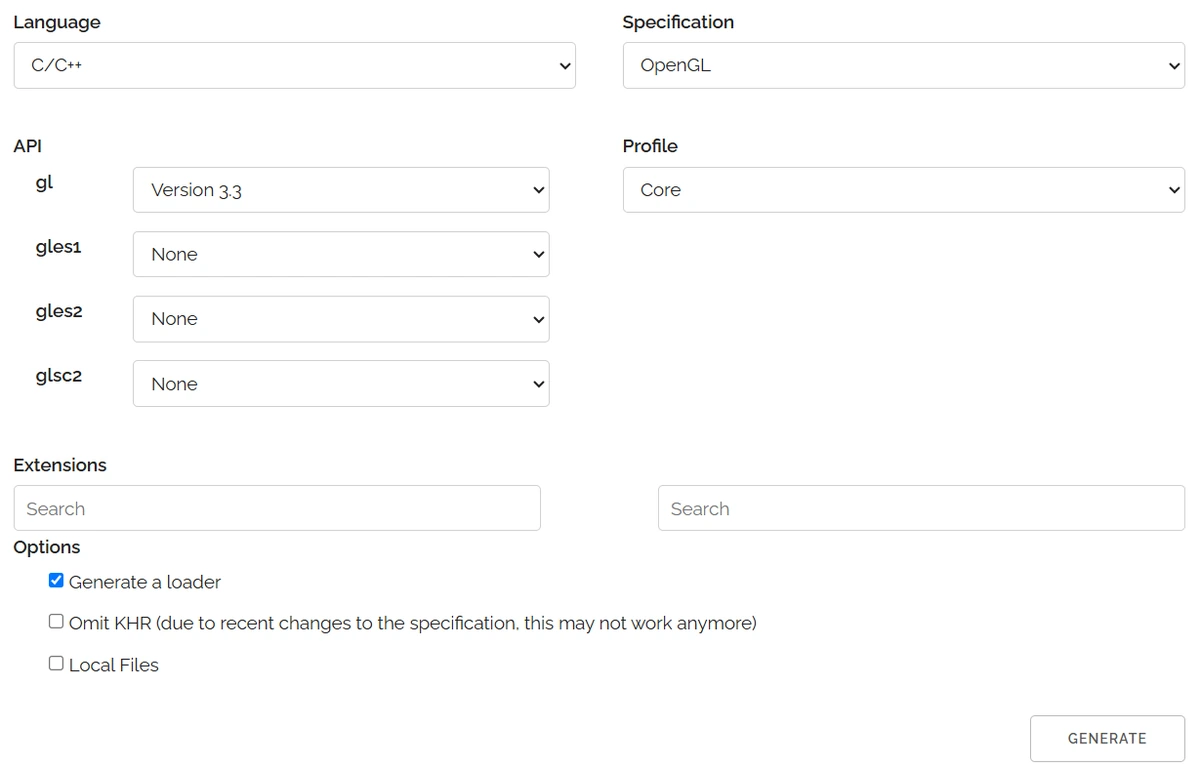 Language
Specification
C/C++
OpenGL
API
Profile
gl
Version 3.3
Core
gles1
None
gles2
None
glsc2
None
Extensions
Search
Search
Options
Generate a loader
Omit KHR (due to recent changes to the specification, this may not work anymore)
Local Files
GENERATE